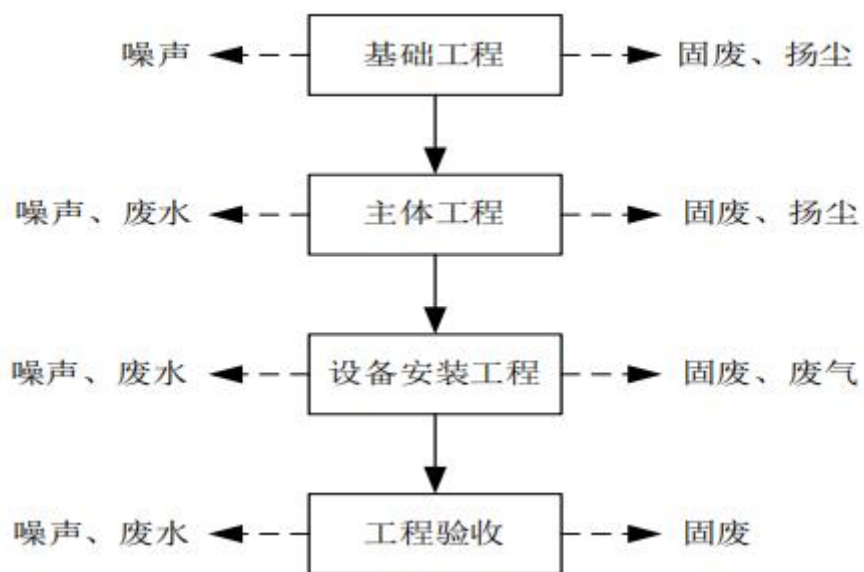 噪声 基础工程 固废、扬尘
噪声、废水 主体工程 固废、扬尘
噪声、废水 设备安装工程 固废、废气
噪声、废水 工程验收 固废